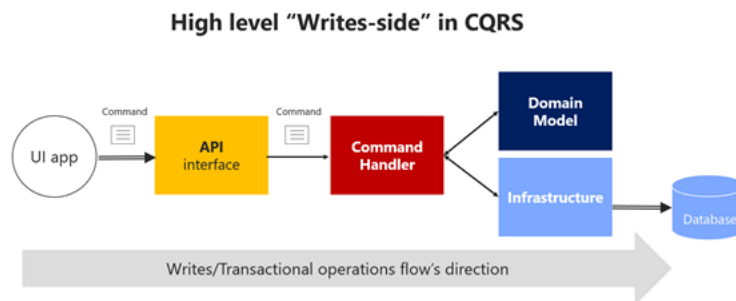 High level “Writes-side” in CQRS
Command
Command
UI app
API
interface
Command
Handler
Domain
Model
Infrastructure
Database
Writes/Transactional operations flow's direction